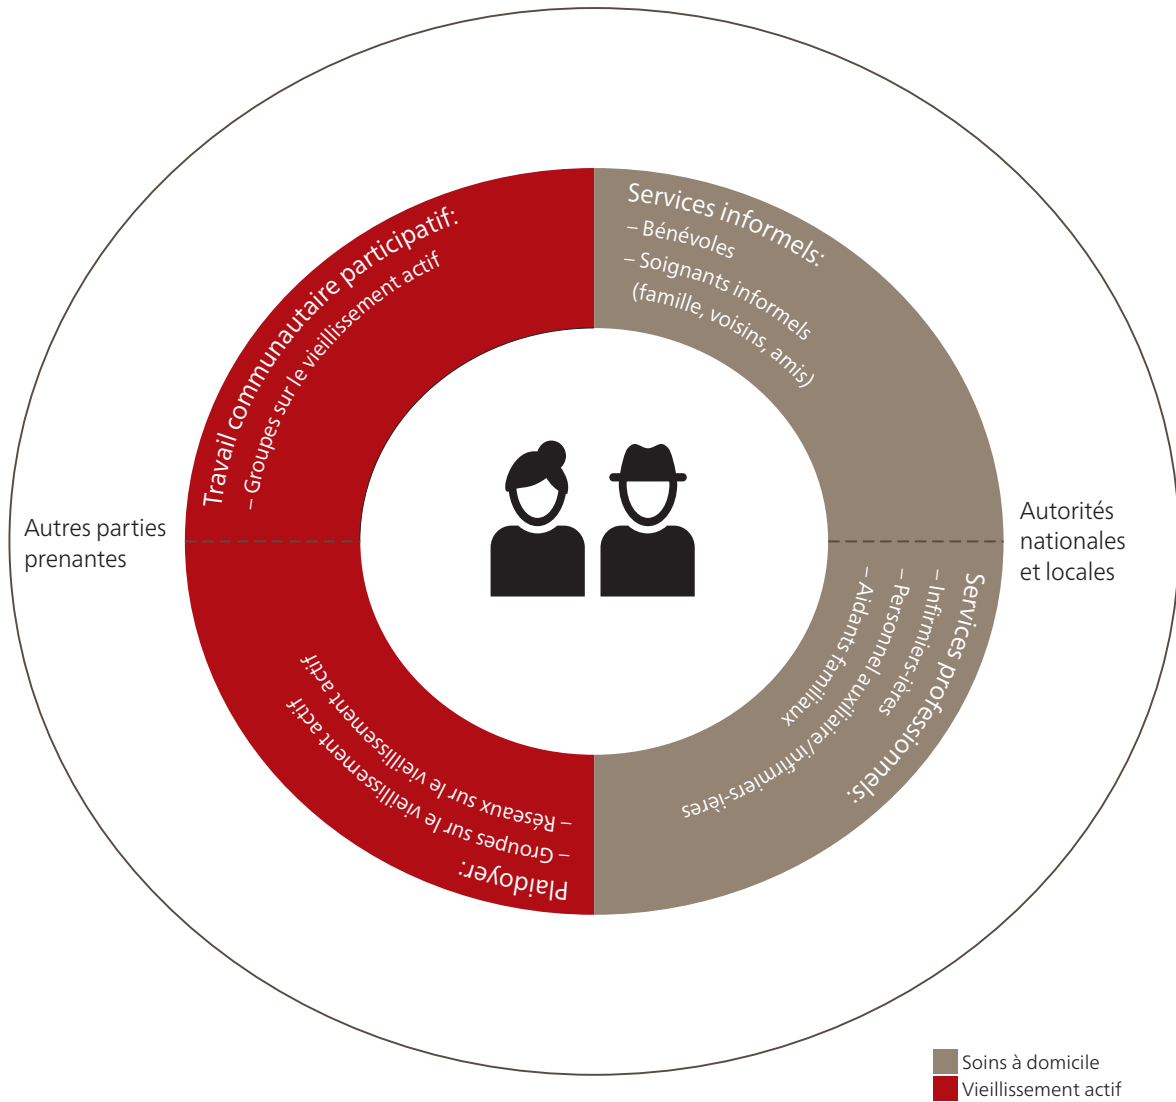 Travail communautaire participatif:
– Groupes sur le vieillissement actif
Services informels:
– Bénévoles
– Soignants informels
(famille, voisins, amis)
Autres parties
prenantes
Autorités
nationales
et locales
Services professionnels:
– Infirmiers-ières
– Personnel auxiliaire/infirmiers-ières
– Aidants familiaux
Plaidoyer:
– Groupes sur le vieillissement actif
– Réseaux sur le vieillissement actif
Soins à domicile
Vieillissement actif